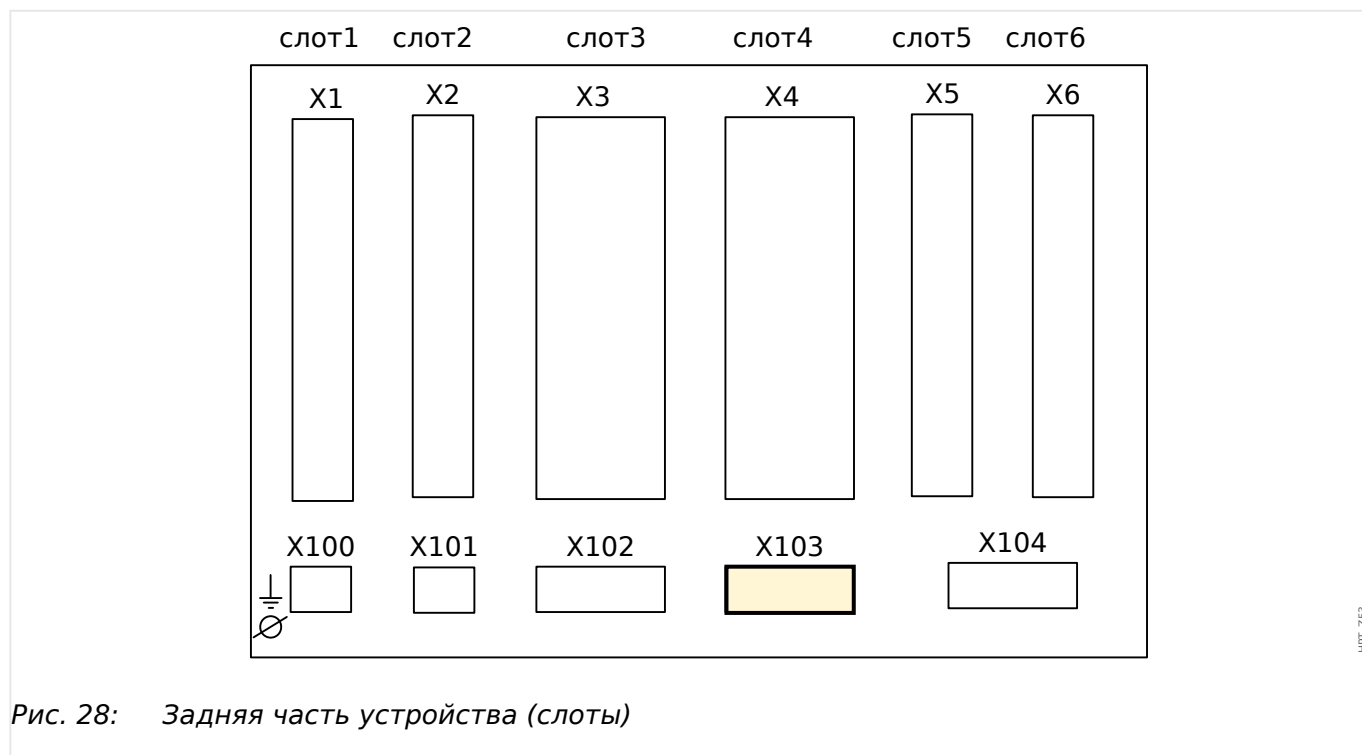 слот1 слот2 слот3 слот4 слот5 слот6
X1 X2 X3 X4 X5 X6
X100 X101 X102 X103 X104
Рис. 28: Задняя часть устройства (слоты)